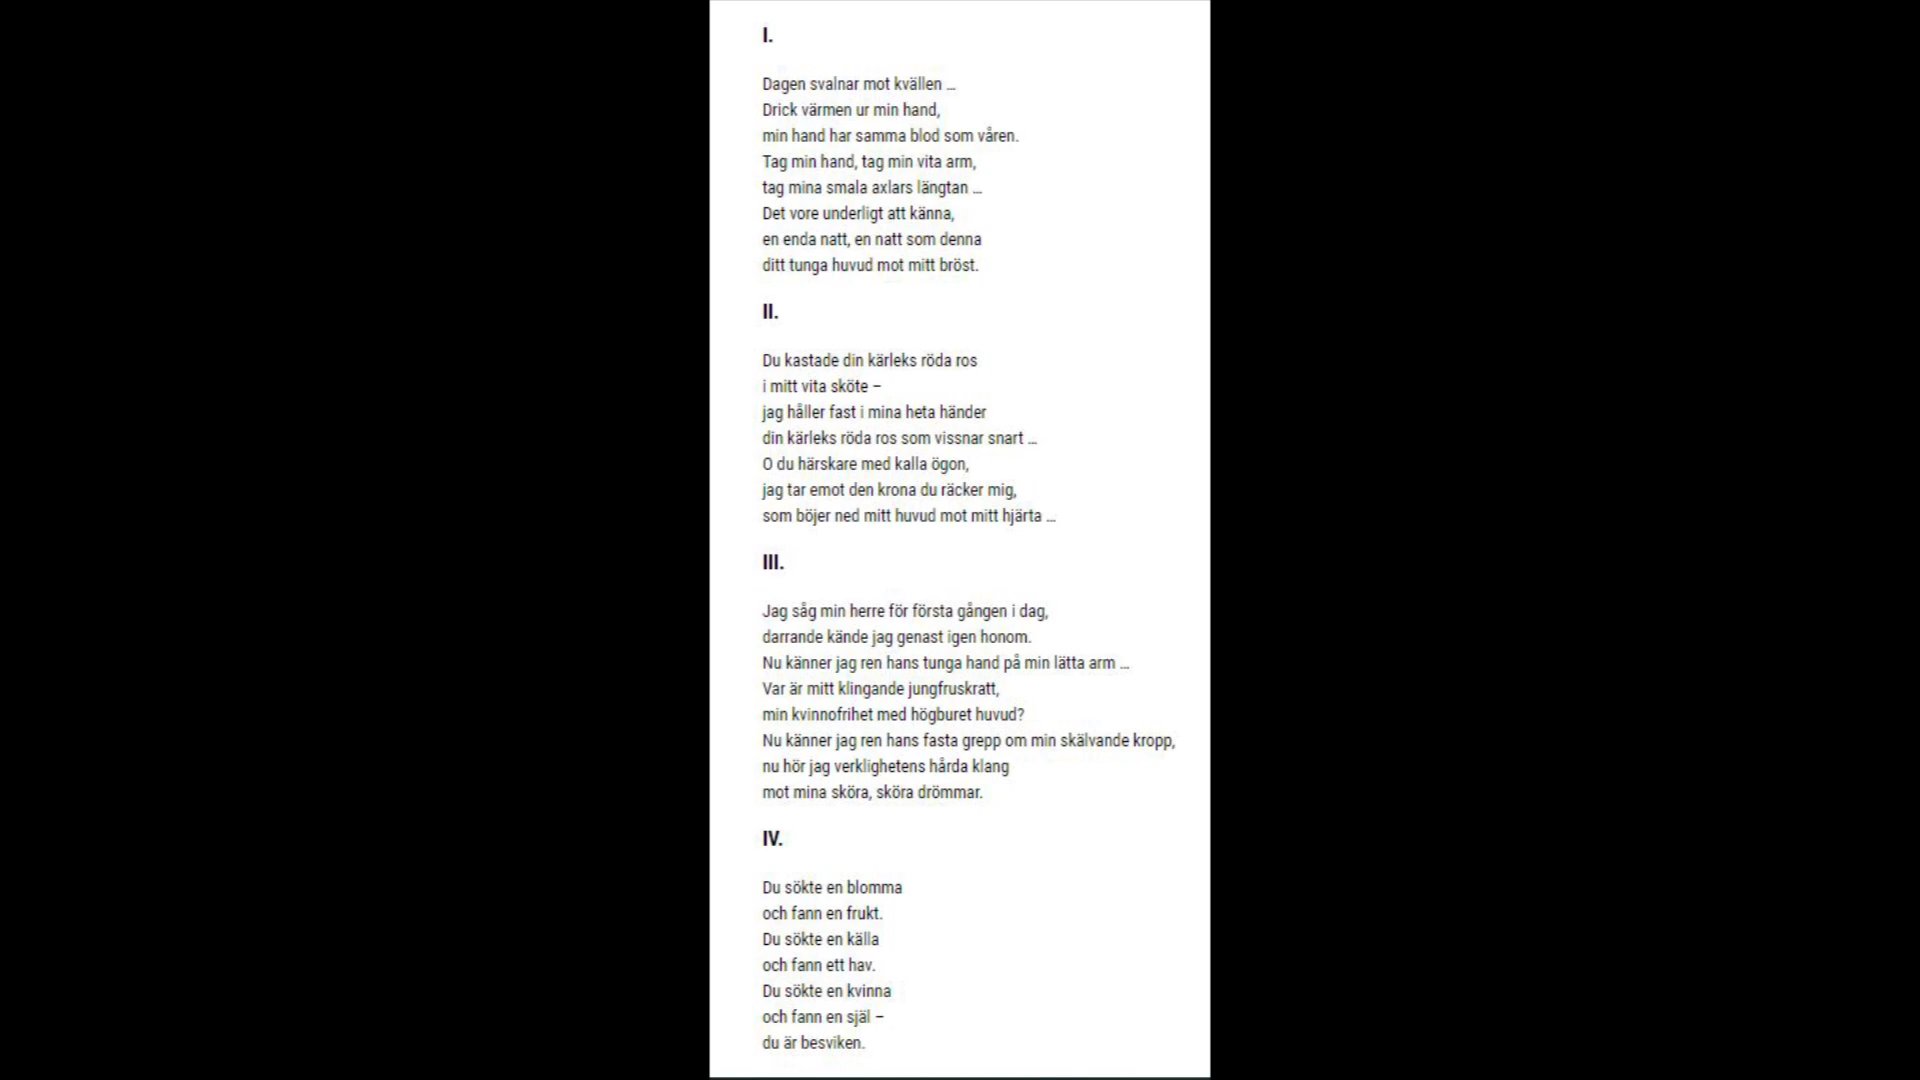 I.
Dagen svalnar mot kvällen …
Drick värmen ur min hand,
min hand har samma blod som våren.
Tag min hand, tag min vita arm,
tag mina smala axlars längtan …
Det vore underligt att känna,
en enda natt, en natt som denna
ditt tunga huvud mot mitt bröst.
II.
Du kastade din kärleks röda ros
i mitt vita sköte –
jag håller fast i mina heta händer
din kärleks röda ros som vissnar snart …
O du härskare med kalla ögon,
jag tar emot den krona du räcker mig,
som böjer ned mitt huvud mot mitt hjärta …
III.
Jag såg min herre för första gången i dag,
darrande kände jag genast igen honom.
Nu känner jag ren hans tunga hand på min lätta arm …
Var är mitt klingande jungfruskratt,
min kvinnofrihet med högburet huvud?
Nu känner jag ren hans fasta grepp om min skälvande kropp,
nu hör jag verklighetens hårda klang
mot mina sköra, sköra drömmar.
IV.
Du sökte en blomma
och fann en frukt.
Du sökte en källa
och fann ett hav.
Du sökte en kvinna
och fann en själ –
du är besviken.